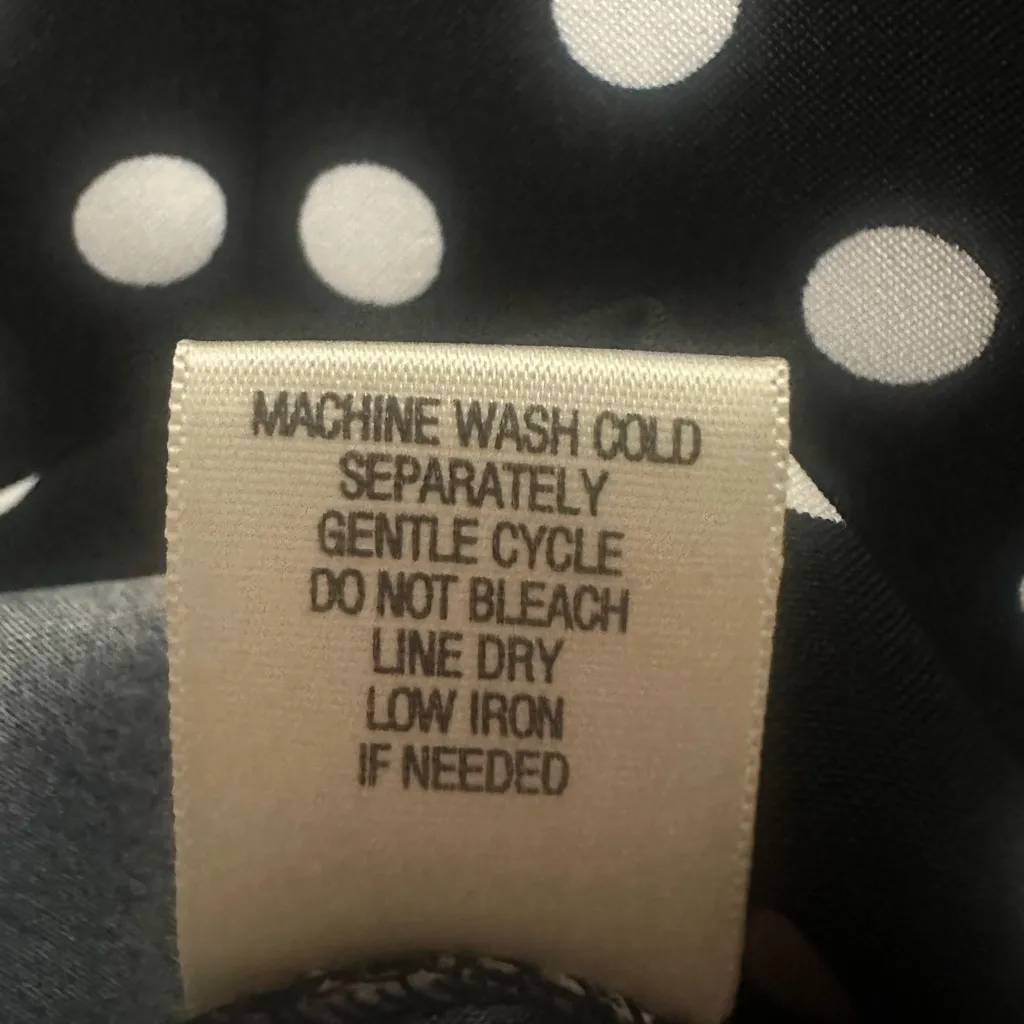 MACHINE WASH COLD
SEPARATELY
GENTLE CYCLE
DO NOT BLEACH
LINE DRY
LOW IRON
IF NEEDED